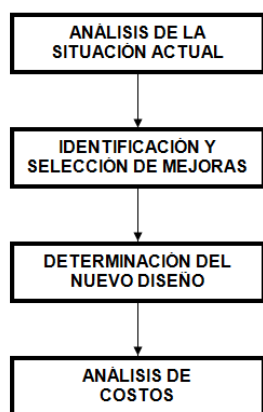 ANÁLISIS DE LA
SITUACIÓN ACTUAL
IDENTIFICACIÓN Y
SELECCIÓN DE MEJORAS
DETERMINACIÓN DEL
NUEVO DISEÑO
ANÁLISIS DE
COSTOS